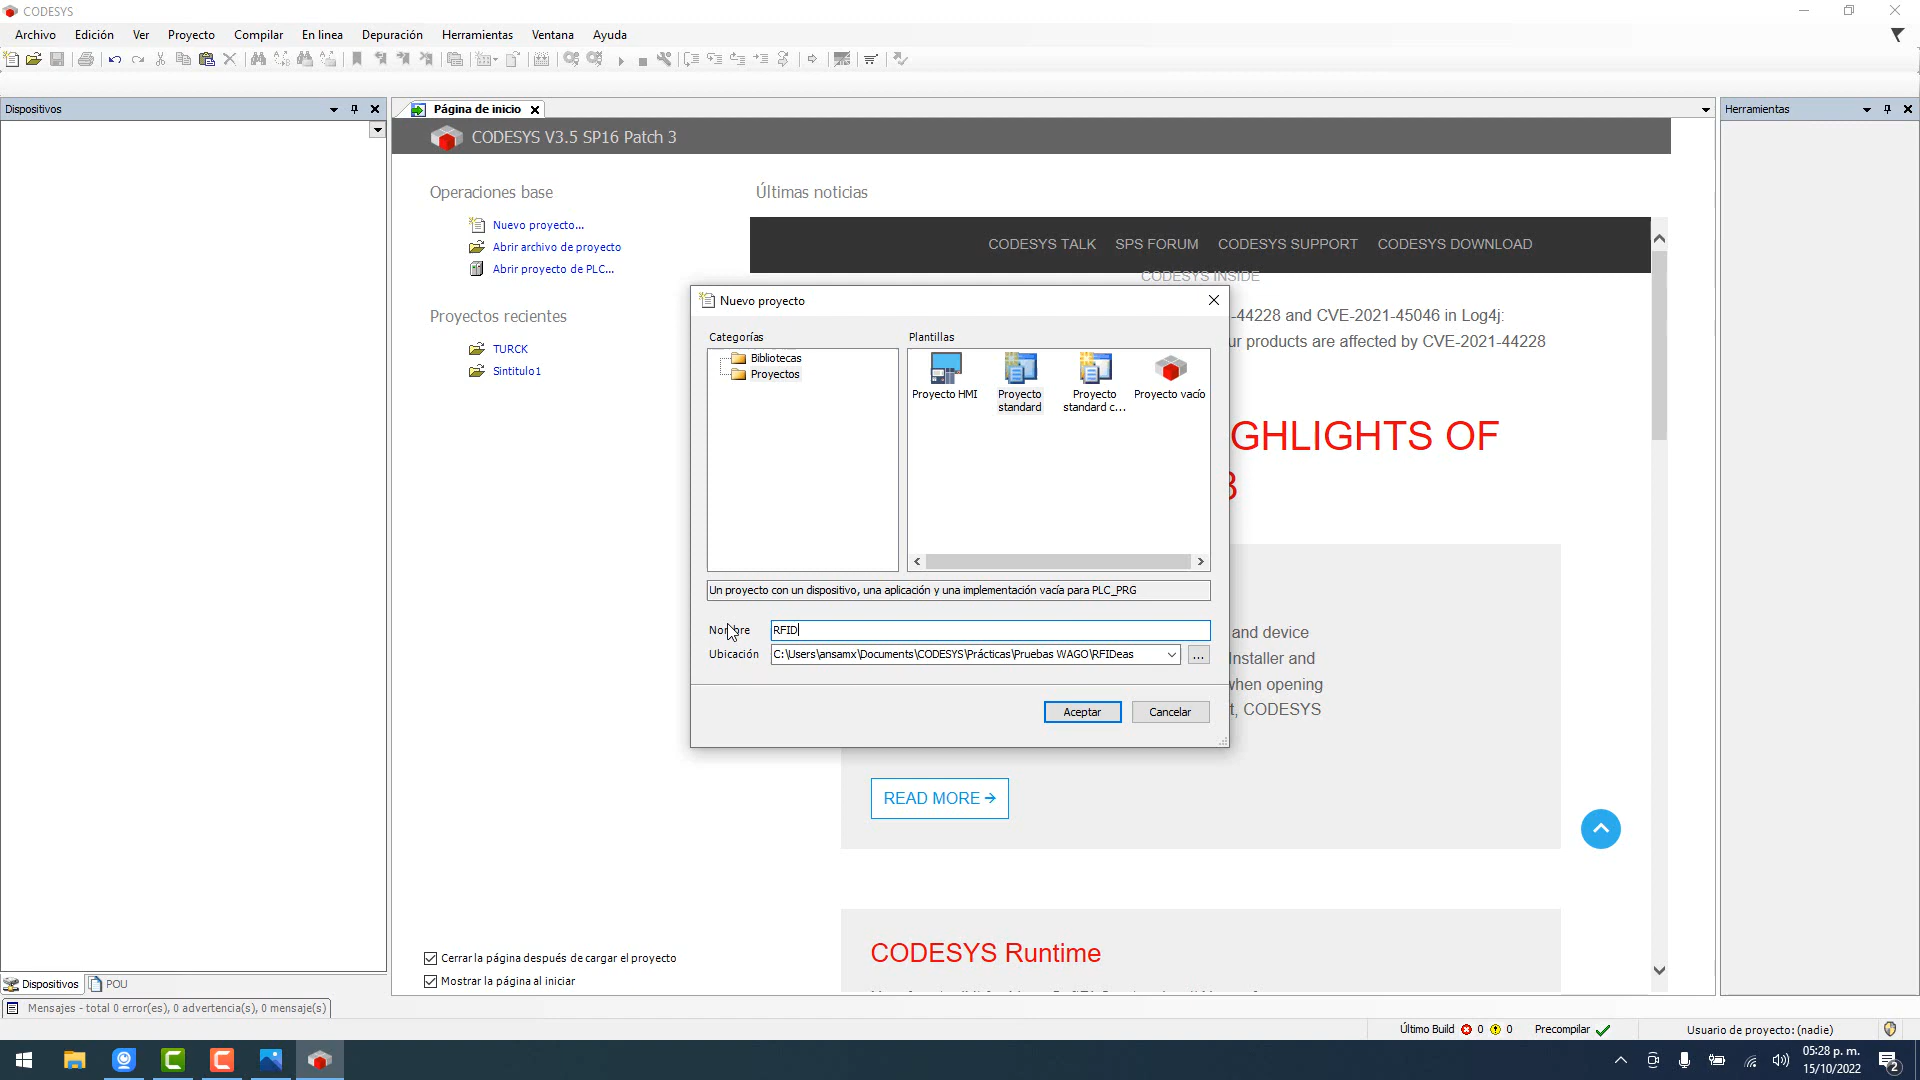 CODESYS
Archivo Edición Ver Proyecto Compilar En linea Depuración Herramientas Ventana Ayuda
Dispositivos
Página de inicio
Herramientas
CODESYS V3.5 SP16 Patch 3
Operaciones base
Últimas noticias
Nuevo proyecto...
Abrir archivo de proyecto
Abrir proyecto de PLC...
CODESYS TALK SPS FORUM CODESYS SUPPORT CODESYS DOWNLOAD
CODESYS INSIDE
Proyectos recientes
TURCK
Sintitulo1
-44228 and CVE-2021-45046 in Log4j:
ur products are affected by CVE-2021-44228
GHLIGHTS OF
Nuevo proyecto
Categorías
Plantillas
Bibliotecas
Proyectos
Proyecto HMI
Proyecto standard
Proyecto standard c...
Proyecto vacío
Un proyecto con un dispositivo, una aplicación y una implementación vacía para PLC_PRG
Nombre RFID
Ubicación C:\Users\ansamx\Documents\CODESYS\Prácticas\Pruebas WAGO\RFIDeas
...
Aceptar Cancelar
and device
Installer and
when opening
t, CODESYS
READ MORE →
CODESYS Runtime
Cerrar la página después de cargar el proyecto
Mostrar la página al iniciar
Dispositivos POU
Mensajes - total 0 error(es), 0 advertencia(s), 0 mensaje(s)
Último Build 0 0 Precompilar Usuario de proyecto: (nadie)
05:28 p. m.
15/10/2022
2